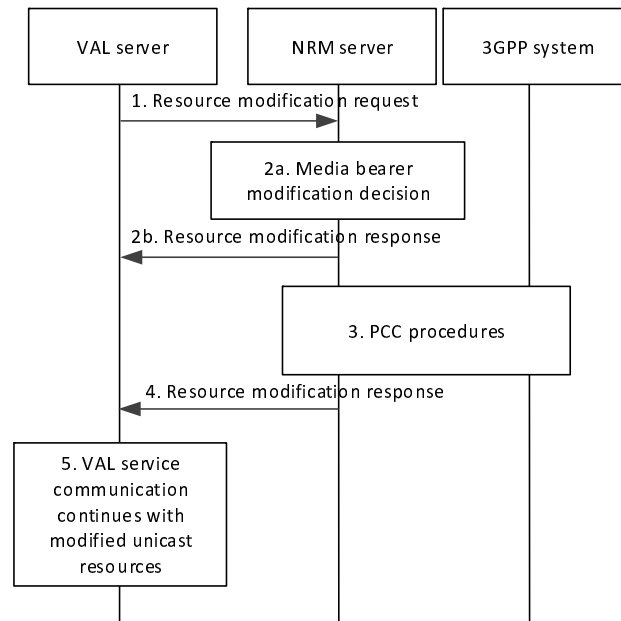 VAL server
NRM server
3GPP system
1. Resource modification request
2a. Media bearer
modification decision
2b. Resource modification response
3. PCC procedures
4. Resource modification response
5. VAL service
communication
continues with
modified unicast
resources